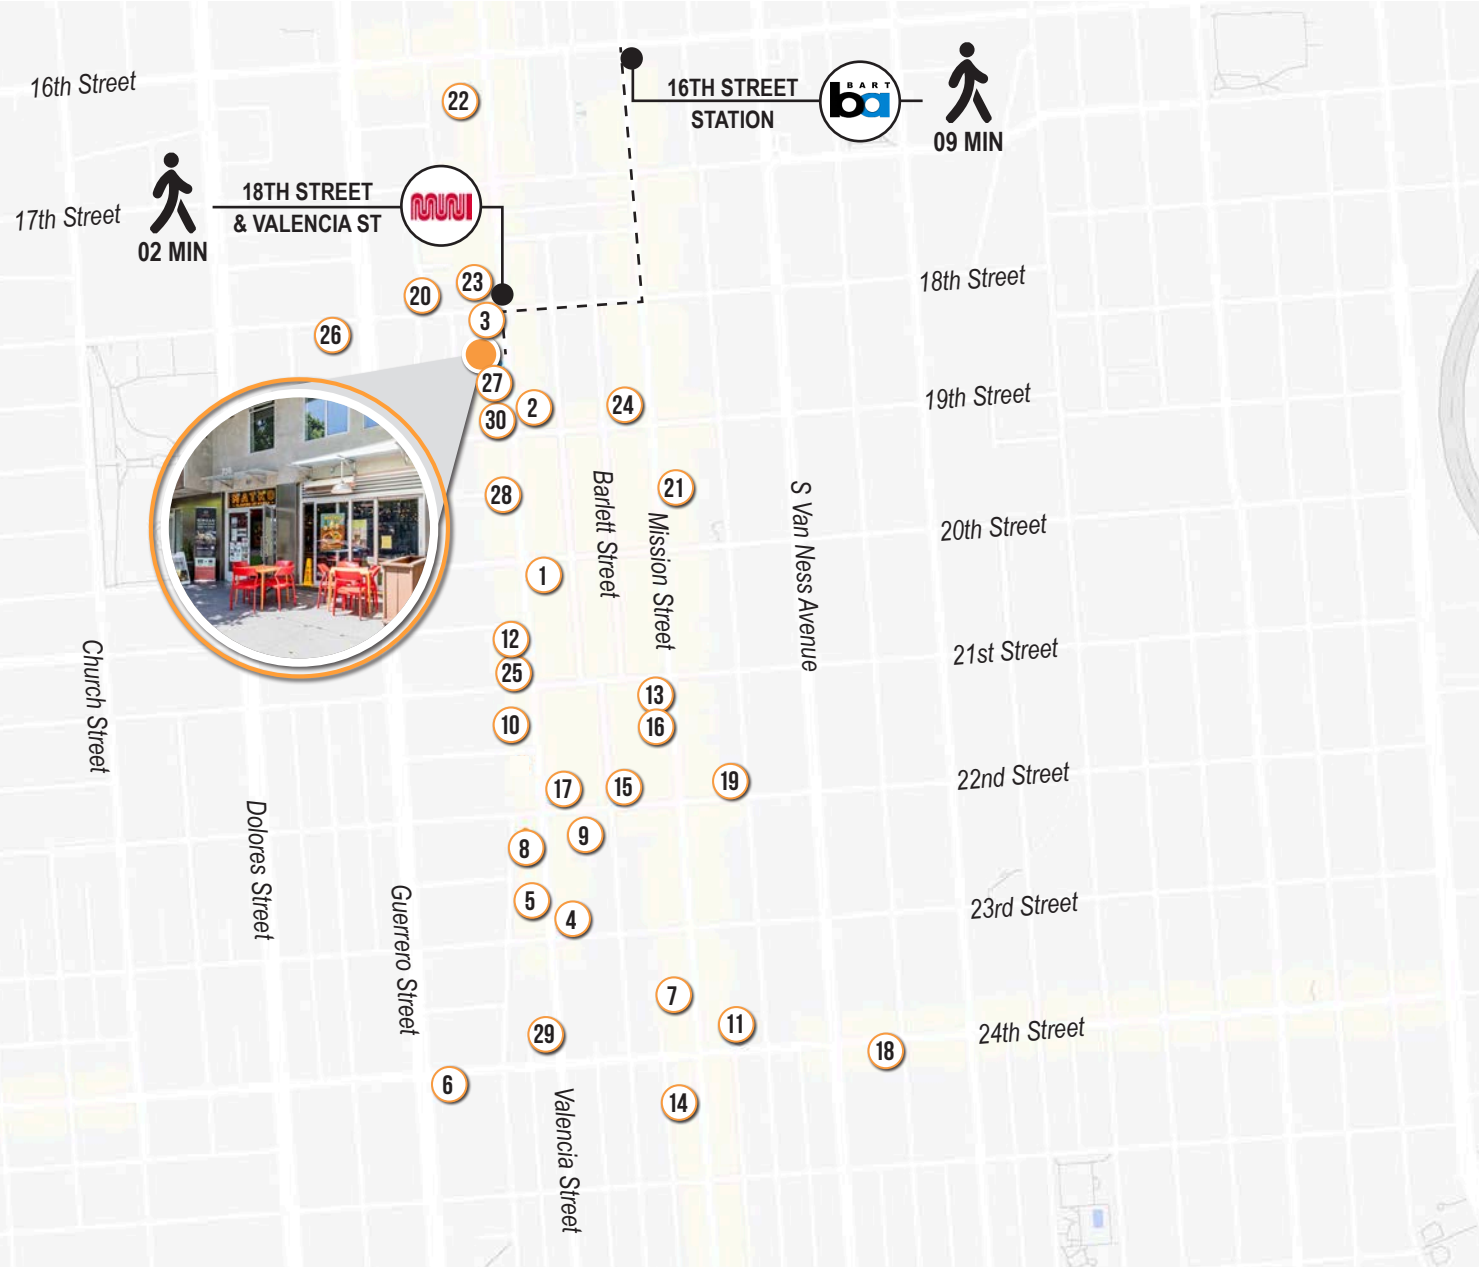 16th Street
22
16TH STREET
STATION
BART
ba
09 MIN
17th Street
18TH STREET
& VALENCIA ST
MUNI
02 MIN
18th Street
20
23
3
26
19th Street
27
30
2
24
28
21
Barlett Street
Mission Street
S Van Ness Avenue
20th Street
1
12
25
21st Street
Church Street
13
16
10
22nd Street
17
15
19
Dolores Street
8
9
Guerrero Street
5
4
23rd Street
7
11
29
18
24th Street
6
14
Valencia Street